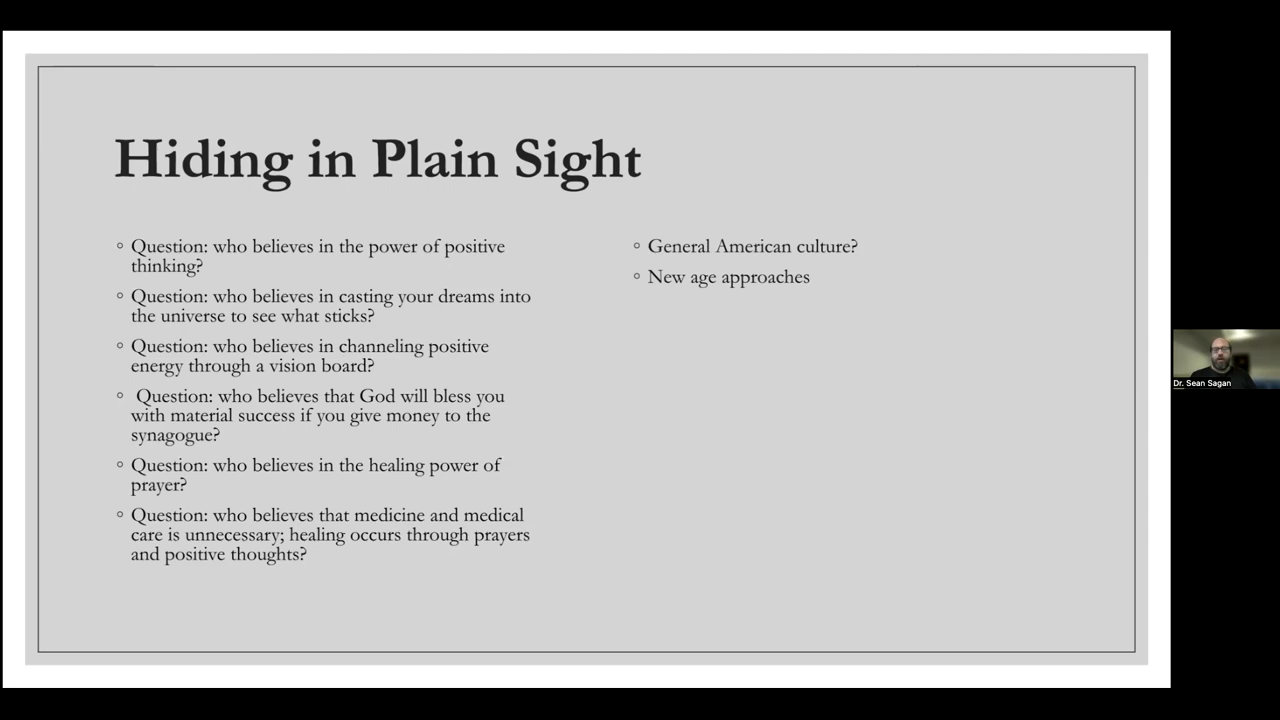 Hiding in Plain Sight
◦ Question: who believes in the power of positive
thinking?
◦ Question: who believes in casting your dreams into
the universe to see what sticks?
◦ Question: who believes in channeling positive
energy through a vision board?
◦ Question: who believes that God will bless you
with material success if you give money to the
synagogue?
◦ Question: who believes in the healing power of
prayer?
◦ Question: who believes that medicine and medical
care is unnecessary; healing occurs through prayers
and positive thoughts?
◦ General American culture?
◦ New age approaches
Dr. Sean Sagan